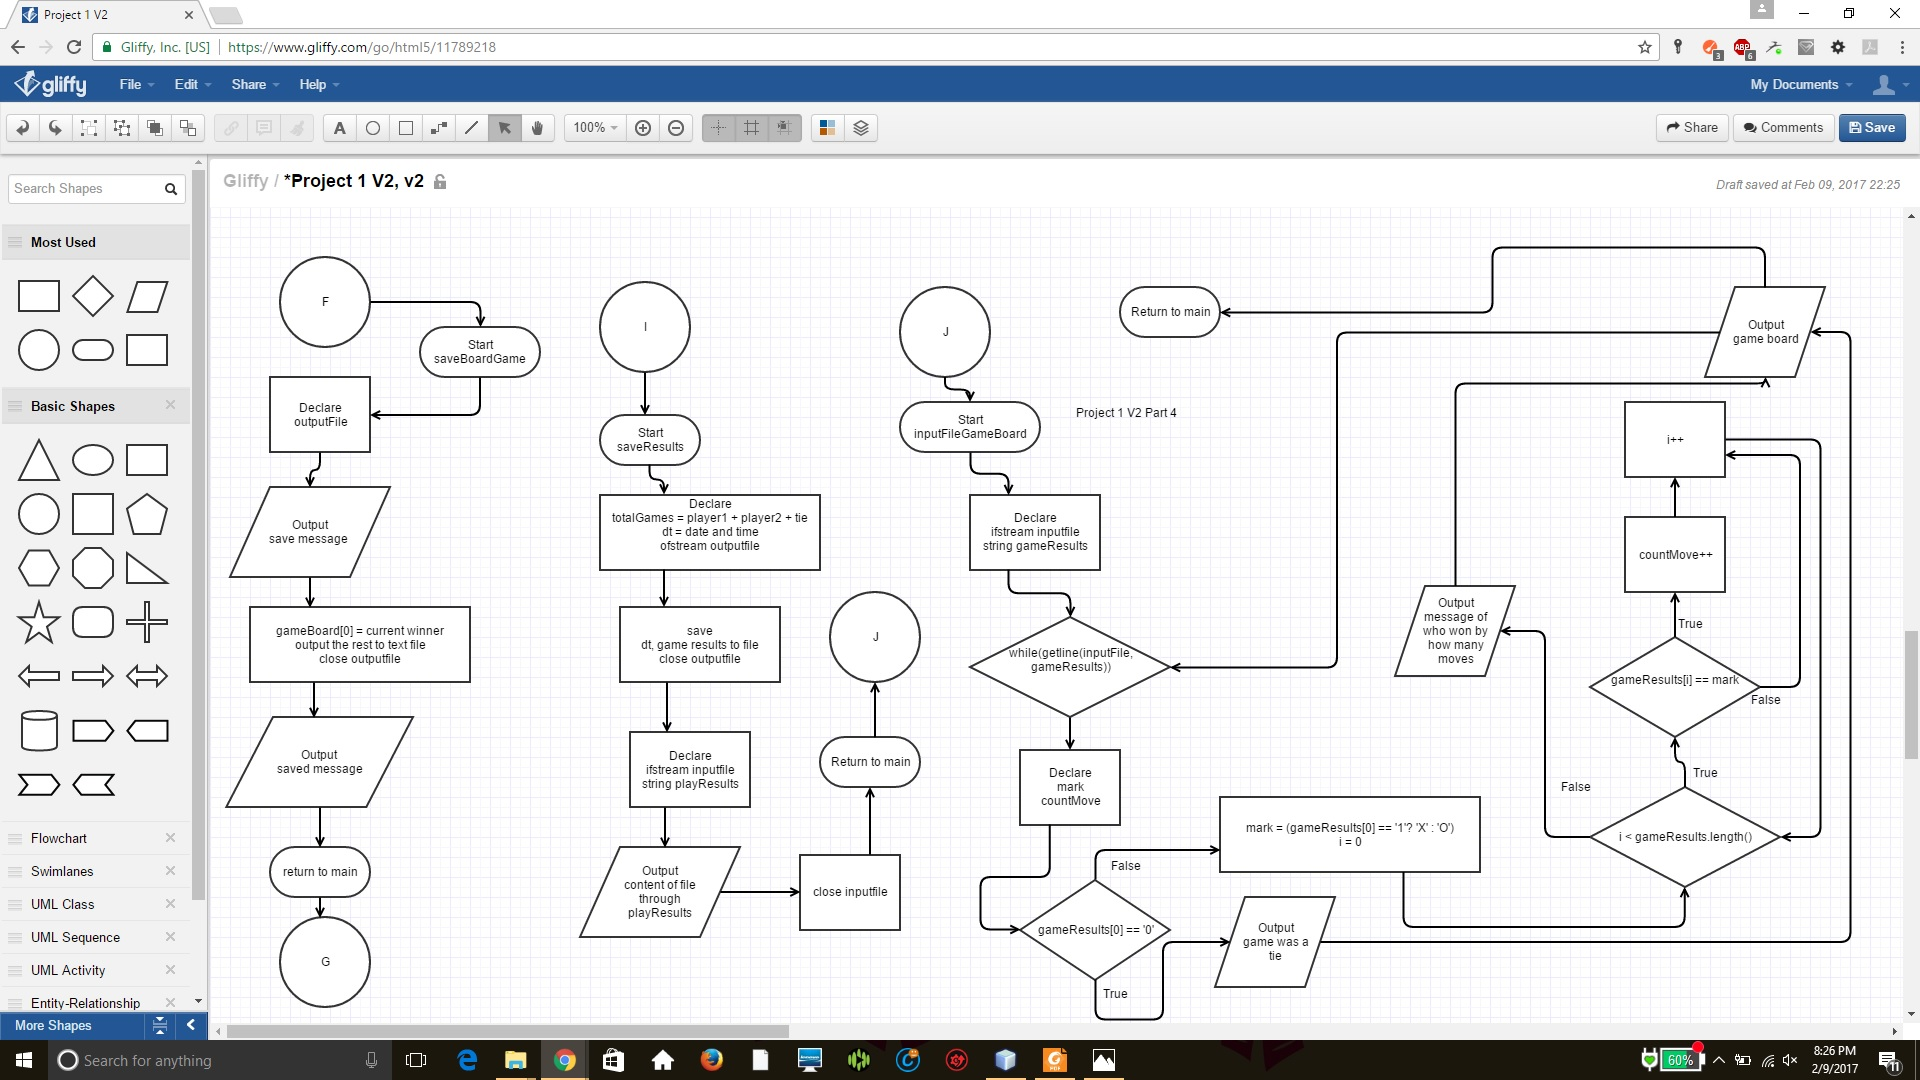 Project 1 V2
Gliffy, Inc. [US]
https://www.gliffy.com/go/html5/11789218
3
ABP
6
gliffy
File
Edit
Share
Help
My Documents
A
100%
Share
Comments
Save
Search Shapes
Gliffy / *Project 1 V2, v2
Draft saved at Feb 09, 2017 22:25
Most Used
Basic Shapes
Flowchart
Swimlanes
UML Class
UML Sequence
UML Activity
Entity-Relationship
More Shapes
F
Start
saveBoardGame
Declare
outputFile
Output
save message
gameBoard[0] = current winner
output the rest to text file
close outputfile
Output
saved message
return to main
G
I
Start
saveResults
Declare
totalGames = player1 + player2 + tie
dt = date and time
ofstream outputfile
save
dt, game results to file
close outputfile
Declare
ifstream inputfile
string playResults
Output
content of file
through
playResults
close inputfile
Return to main
J
J
Start
inputFileGameBoard
Project 1 V2 Part 4
Declare
ifstream inputfile
string gameResults
while(getline(inputFile,
gameResults))
Declare
mark
countMove
gameResults[0] == '0'
False
True
mark = (gameResults[0] == '1'? 'X' : 'O')
i = 0
Output
game was a
tie
Return to main
Output
game board
i++
countMove++
True
gameResults[i] == mark
False
True
i < gameResults.length()
False
Output
message of
who won by
how many
moves
Search for anything
60%
8:26 PM
2/9/2017
11